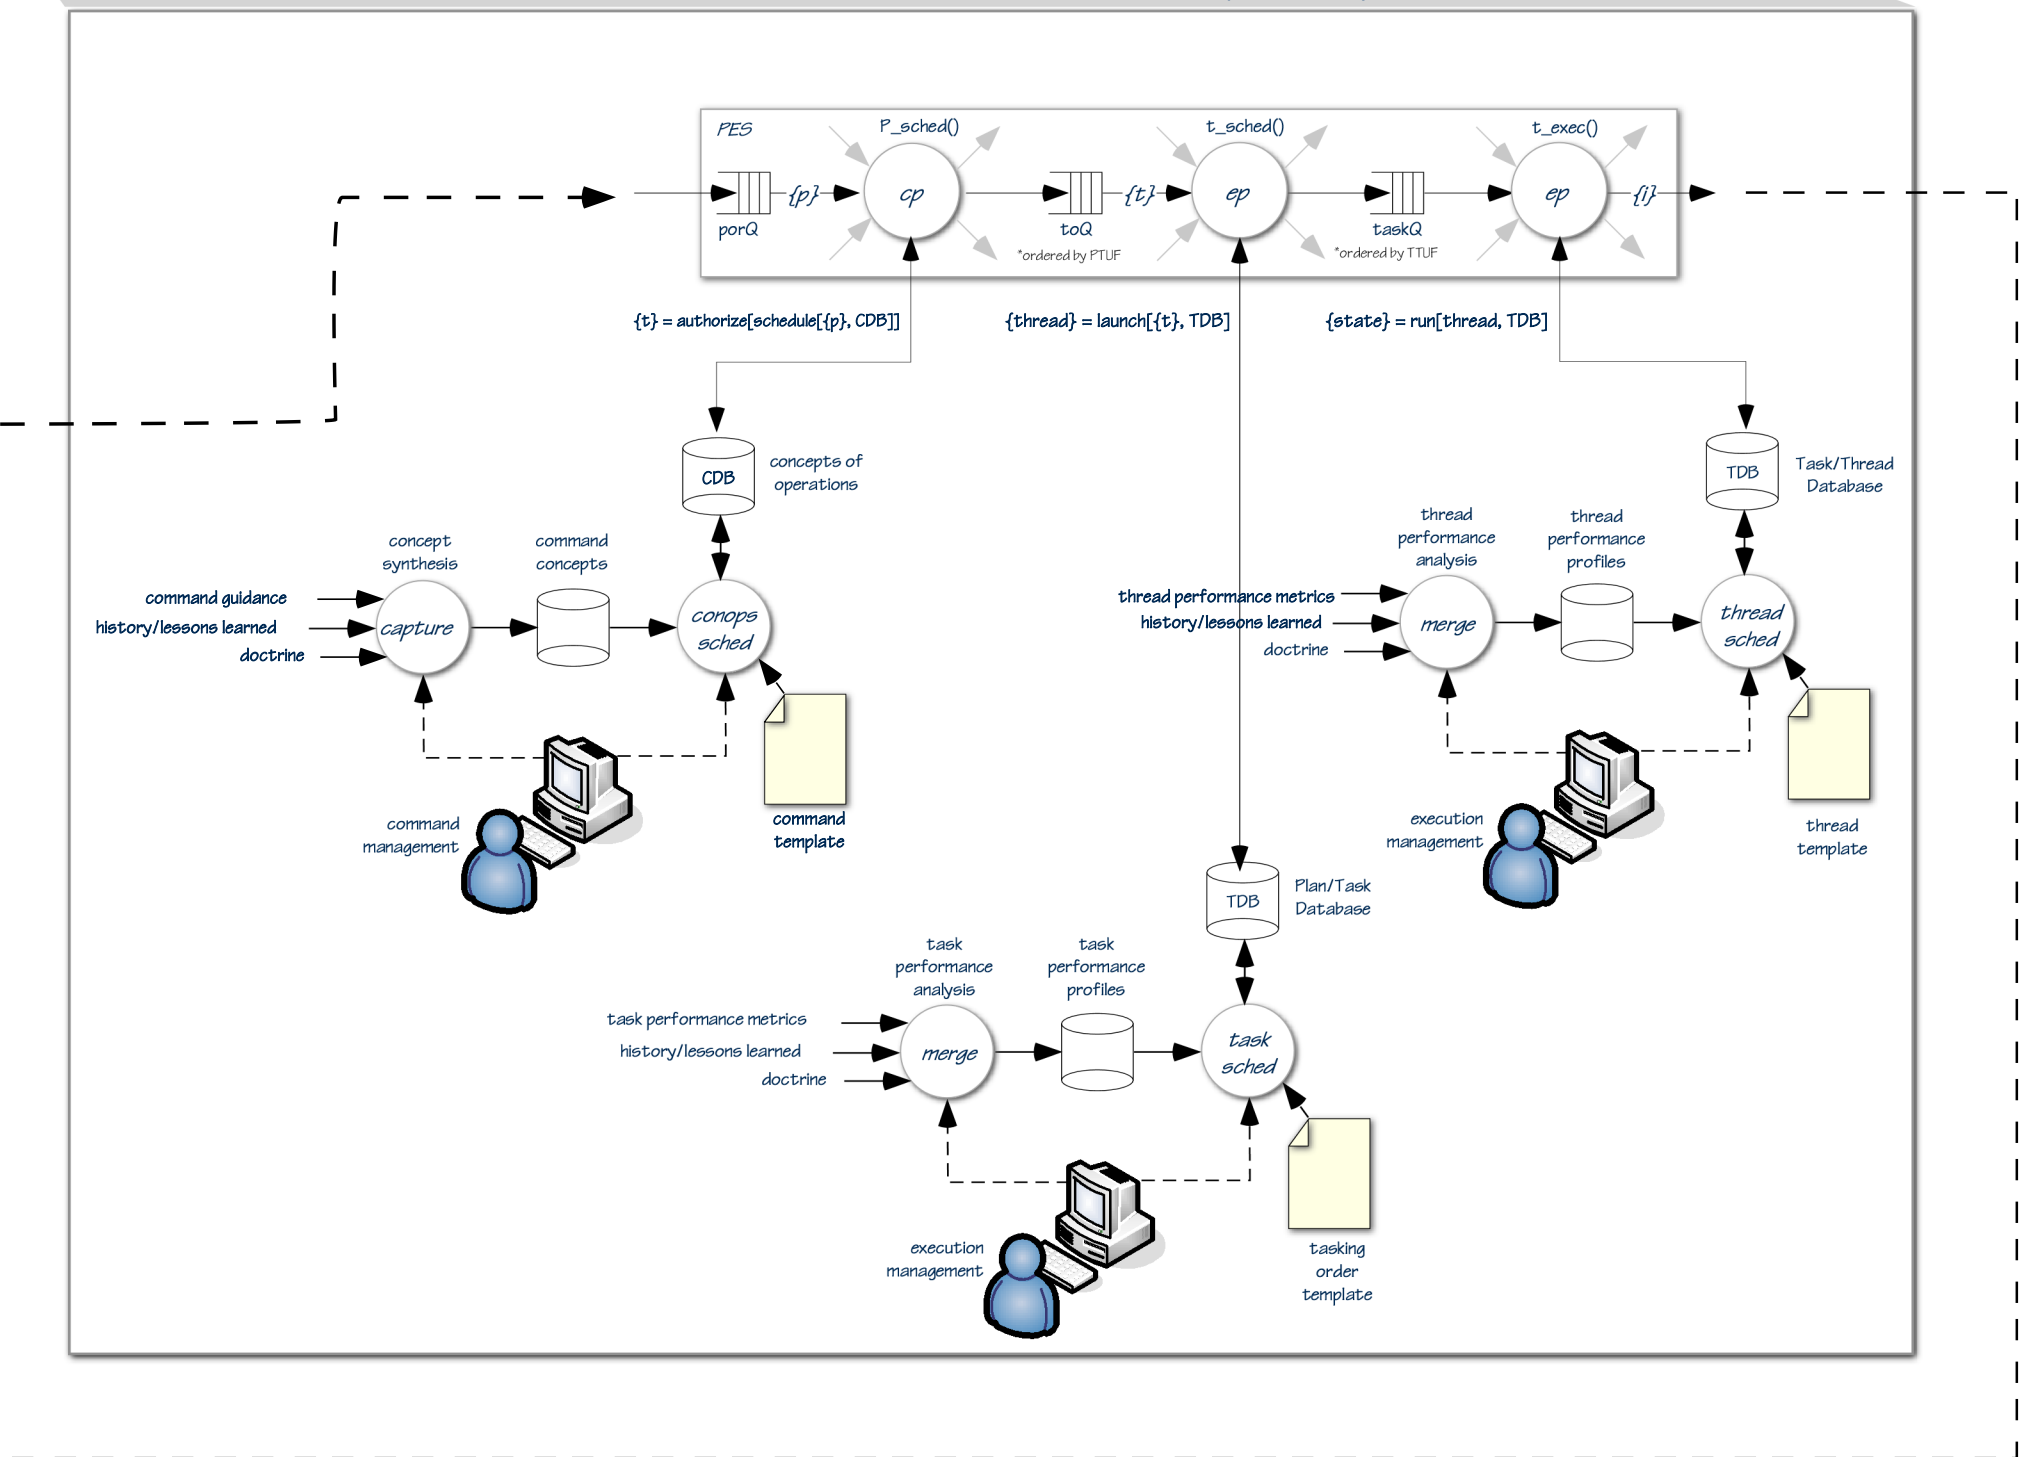 PES
P_sched()
t_sched()
t_exec()
{p}
cp
{t}
ep
ep
{i}
porQ
toQ
taskQ
*ordered by PTUF
*ordered by TTUF
{t} = authorize[schedule[{p}, CDB]]
{thread} = launch[{t}, TDB]
{state} = run[thread, TDB]
CDB
concepts of
operations
TDB
Task/Thread
Database
concept
synthesis
command
concepts
command guidance
history/lessons learned
doctrine
capture
conops
sched
command
management
command
template
thread
performance
analysis
thread
performance
profiles
thread performance metrics
history/lessons learned
doctrine
merge
thread
sched
execution
management
thread
template
TDB
Plan/Task
Database
task
performance
analysis
task
performance
profiles
task performance metrics
history/lessons learned
doctrine
merge
task
sched
execution
management
tasking
order
template